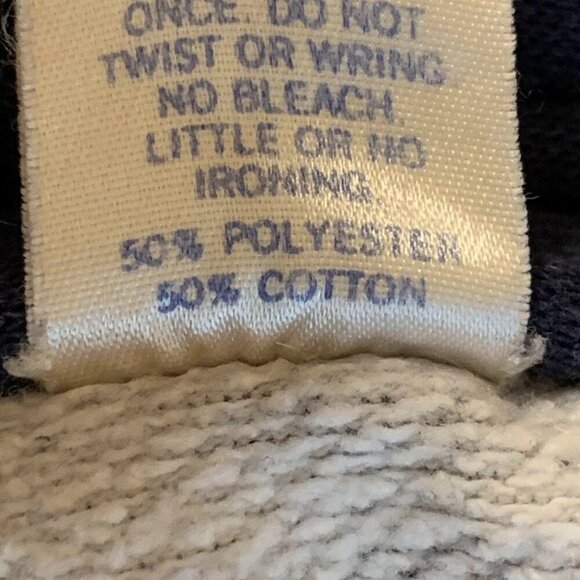 ONCE. DO NOT
TWIST OR WRING
NO BLEACH.
LITTLE OR NO
IRONING.
50% POLYESTER
50% COTTON